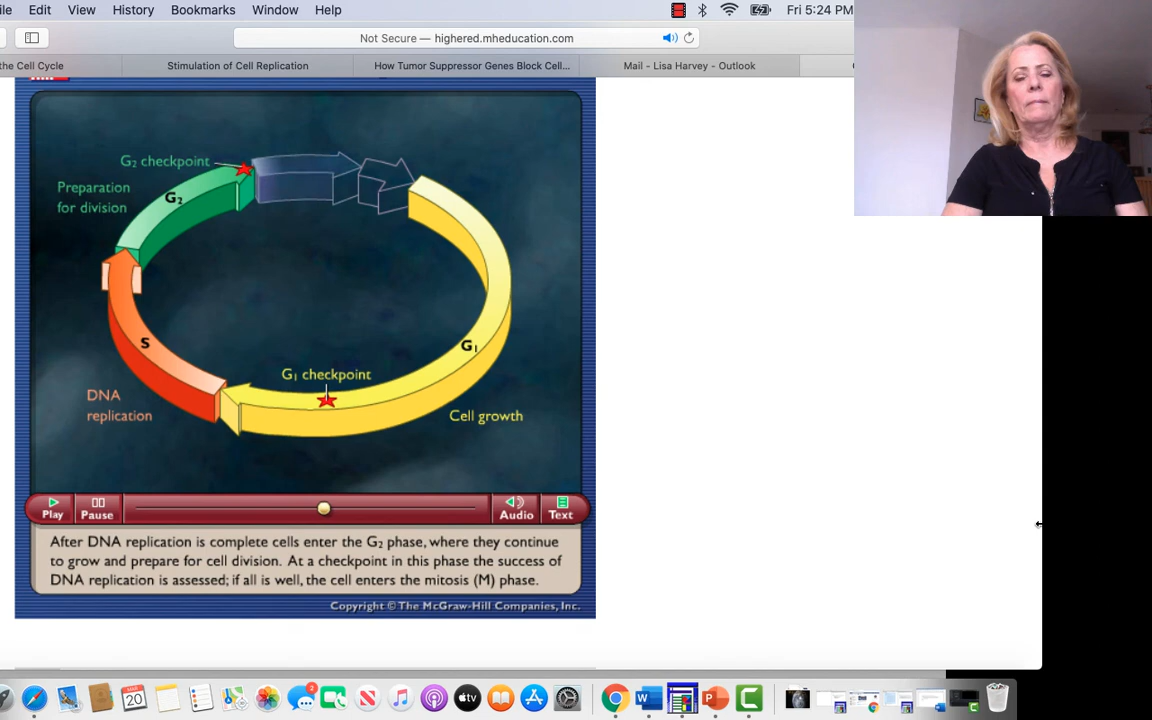 ile Edit View History Bookmarks Window Help Fri 5:24 PM
Not Secure — highered.mheducation.com
the Cell Cycle Stimulation of Cell Replication How Tumor Suppressor Genes Block Cell... Mail - Lisa Harvey - Outlook
G₂ checkpoint
Preparation
for division
G₂
S
G₁
G₁ checkpoint
DNA
replication
Cell growth
Play Pause Audio Text
After DNA replication is complete cells enter the G₂ phase, where they continue
to grow and prepare for cell division. At a checkpoint in this phase the success of
DNA replication is assessed; if all is well, the cell enters the mitosis (M) phase.
Copyright © The McGraw-Hill Companies, Inc.
MAR
20
2
tv